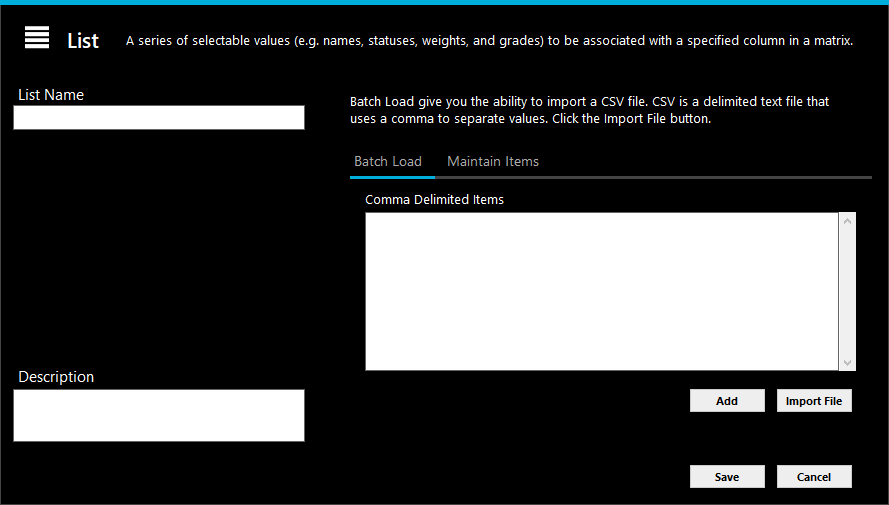 List
A series of selectable values (e.g. names, statuses, weights, and grades) to be associated with a specified column in a matrix.
List Name
Batch Load give you the ability to import a CSV file. CSV is a delimited text file that
uses a comma to separate values. Click the Import File button.
Batch Load
Maintain Items
Comma Delimited Items
Description
Add
Import File
Save
Cancel